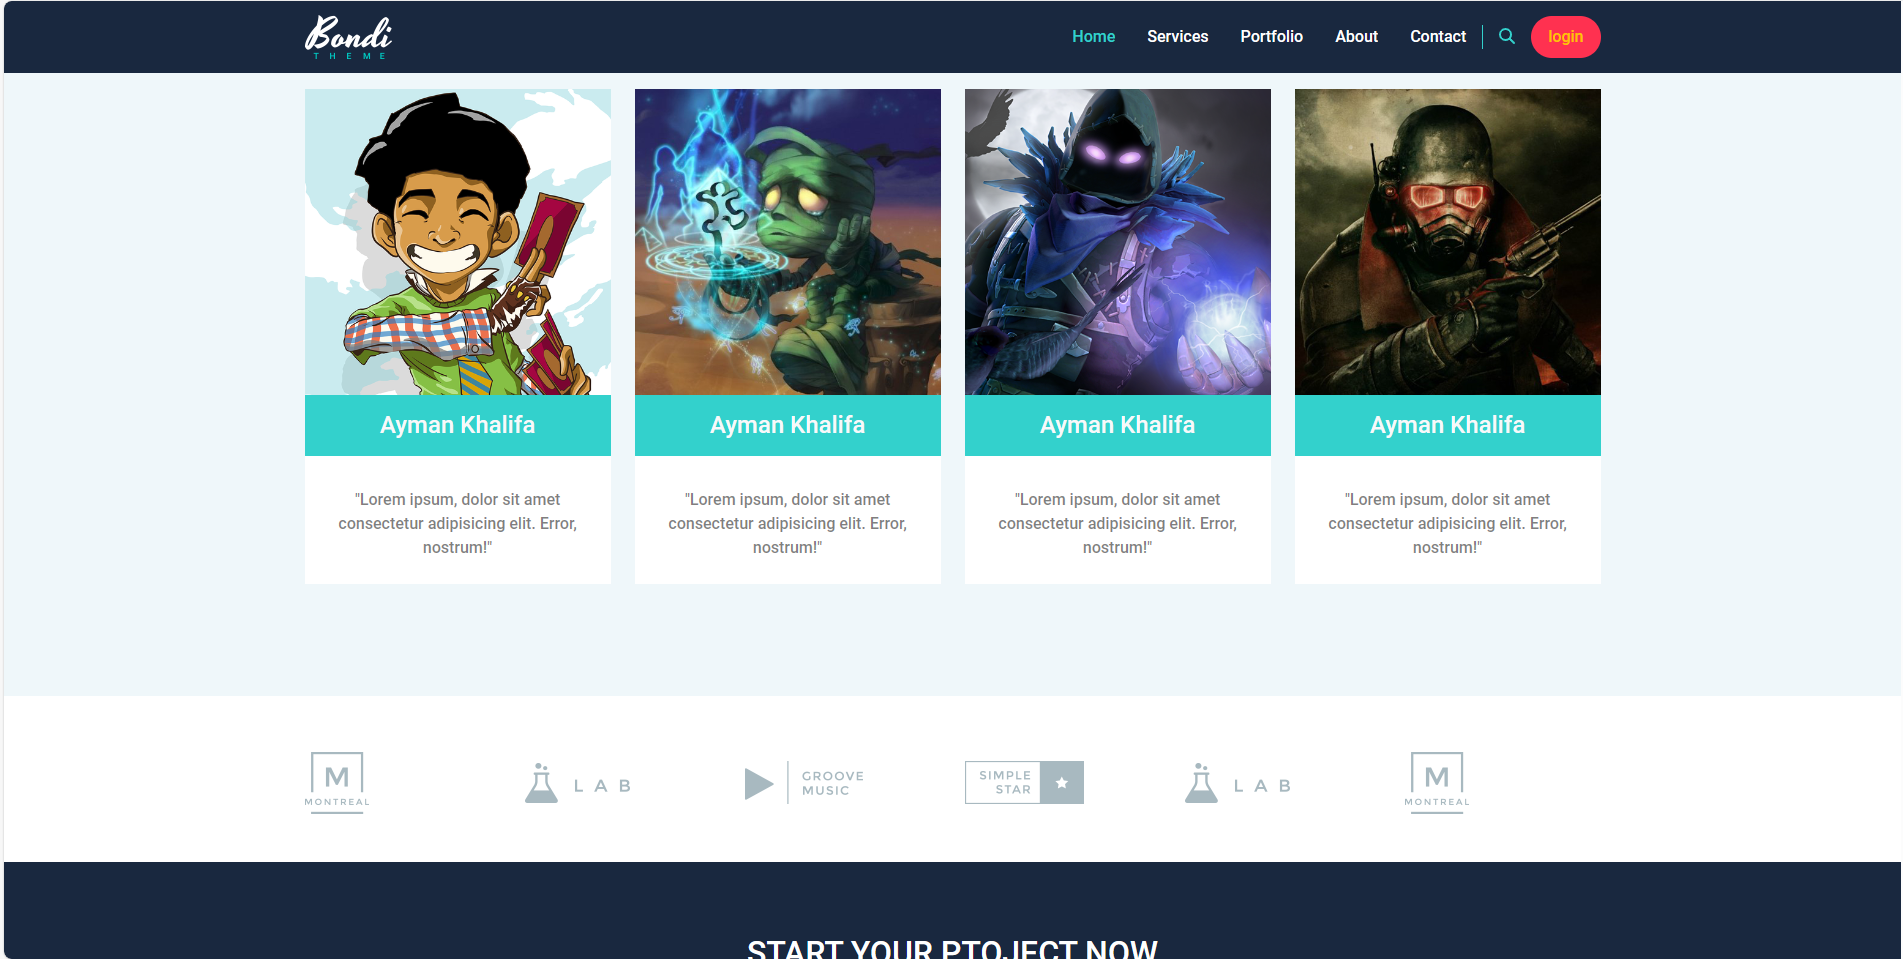 Bondi
THEME
Home
Services
Portfolio
About
Contact
login
Ayman Khalifa
Ayman Khalifa
Ayman Khalifa
Ayman Khalifa
"Lorem ipsum, dolor sit amet
consectetur adipisicing elit. Error,
nostrum!"
"Lorem ipsum, dolor sit amet
consectetur adipisicing elit. Error,
nostrum!"
"Lorem ipsum, dolor sit amet
consectetur adipisicing elit. Error,
nostrum!"
"Lorem ipsum, dolor sit amet
consectetur adipisicing elit. Error,
nostrum!"
M
MONTREAL
LAB
GROOVE
MUSIC
SIMPLE
STAR
LAB
M
MONTREAL
START YOUR PTOJECT NOW